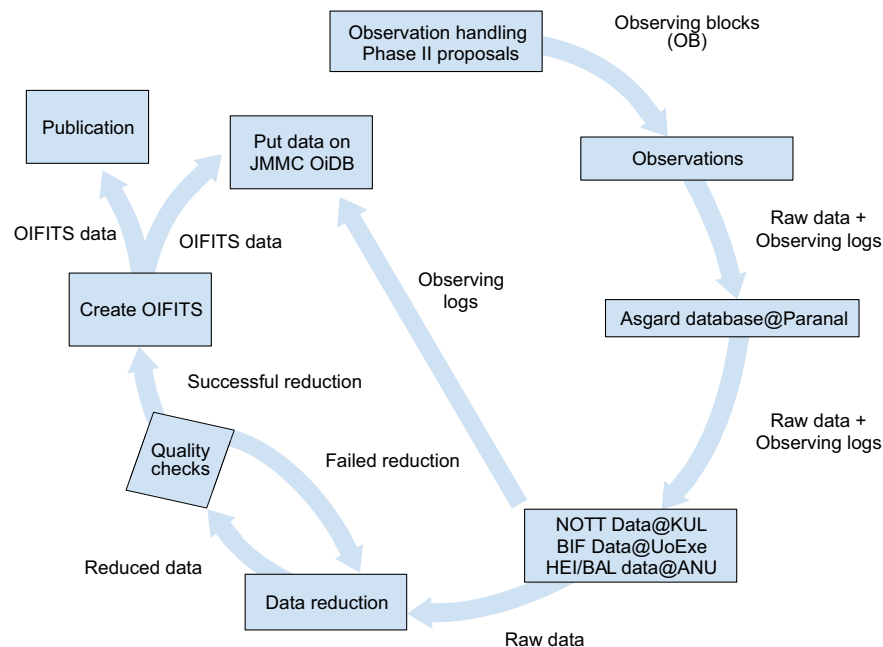 Observation handling
Phase II proposals
Observing blocks
(OB)
Observations
Raw data +
Observing logs
Asgard database@Paranal
Raw data +
Observing logs
NOTT Data@KUL
BIF Data@UoExe
HEI/BAL data@ANU
Raw data
Data reduction
Reduced data
Quality
checks
Failed reduction
Successful reduction
Create OIFITS
OIFITS data
OIFITS data
Publication
Put data on
JMMC OiDB
Observing
logs